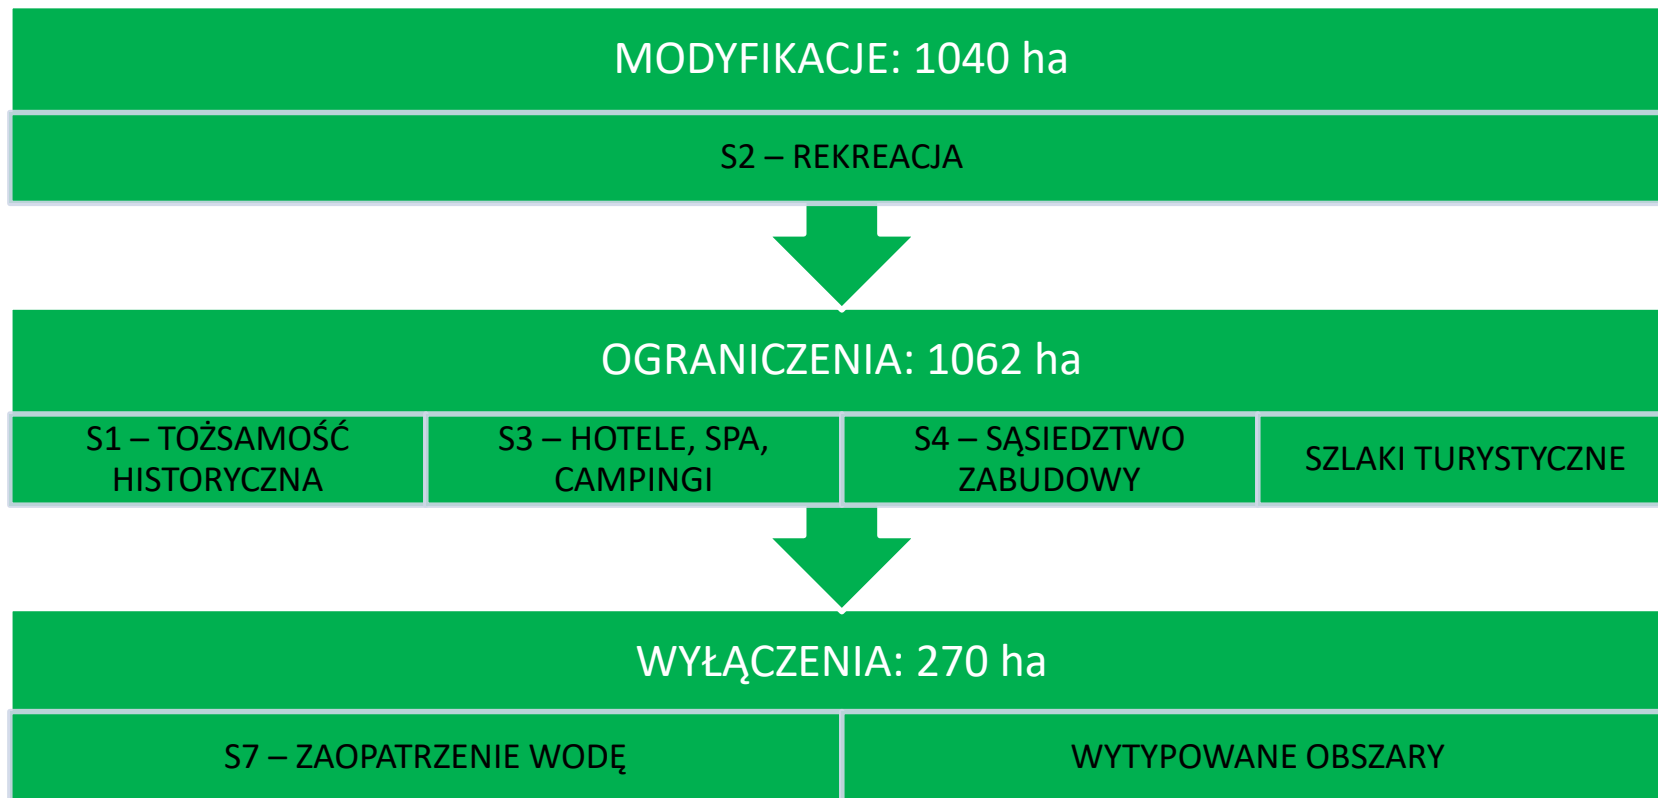 MODYFIKACJE: 1040 ha
S2 – REKREACJA
OGRANICZENIA: 1062 ha
S1 – TOŻSAMOŚĆ
HISTORYCZNA
S3 – HOTELE, SPA,
CAMPINGI
S4 – SĄSIEDZTWO
ZABUDOWY
SZLAKI TURYSTYCZNE
WYŁĄCZENIA: 270 ha
S7 – ZAOPATRZENIE WODĘ
WYTYPOWANE OBSZARY